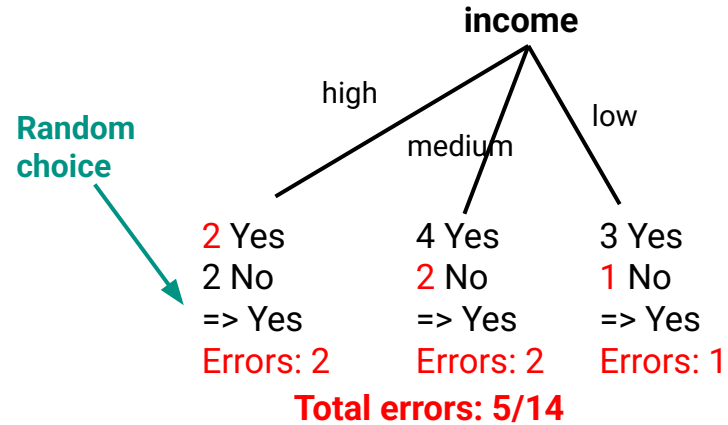 income
high
medium
low
Random
choice
2 Yes
2 No
=> Yes
Errors: 2
4 Yes
2 No
=> Yes
Errors: 2
3 Yes
1 No
=> Yes
Errors: 1
Total errors: 5/14